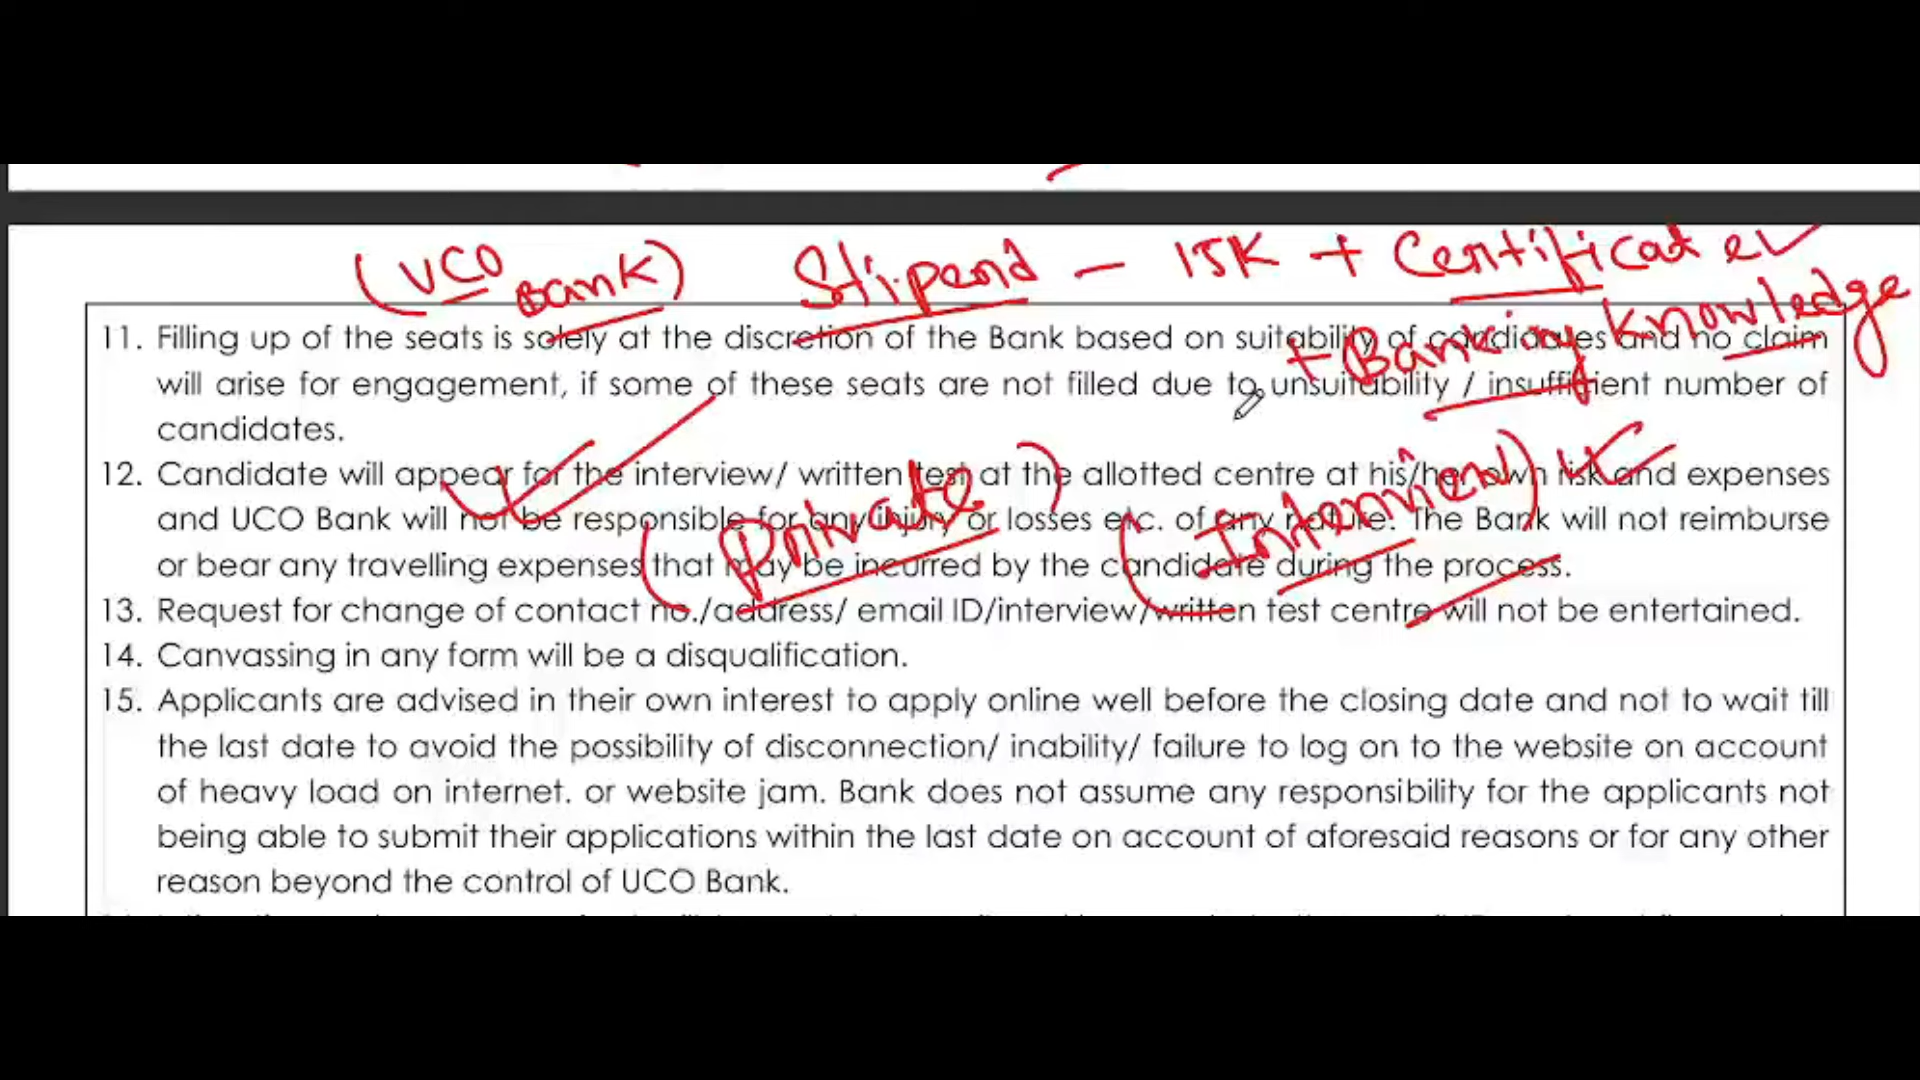 (UCO Bank) Stipend - 15K + Certificate
+ Banking Knowledge
11. Filling up of the seats is solely at the discretion of the Bank based on suitability of candidates and no claim
will arise for engagement, if some of these seats are not filled due to unsuitability / insufficient number of
candidates.
12. Candidate will appear for the interview/ written test at the allotted centre at his/her own risk and expenses
(Private) (Interview)
and UCO Bank will not be responsible for any injury or losses etc. of any nature. The Bank will not reimburse
or bear any travelling expenses that may be incurred by the candidate during the process.
13. Request for change of contact no./address/ email ID/interview/written test centre will not be entertained.
14. Canvassing in any form will be a disqualification.
15. Applicants are advised in their own interest to apply online well before the closing date and not to wait till
the last date to avoid the possibility of disconnection/ inability/ failure to log on to the website on account
of heavy load on internet. or website jam. Bank does not assume any responsibility for the applicants not
being able to submit their applications within the last date on account of aforesaid reasons or for any other
reason beyond the control of UCO Bank.